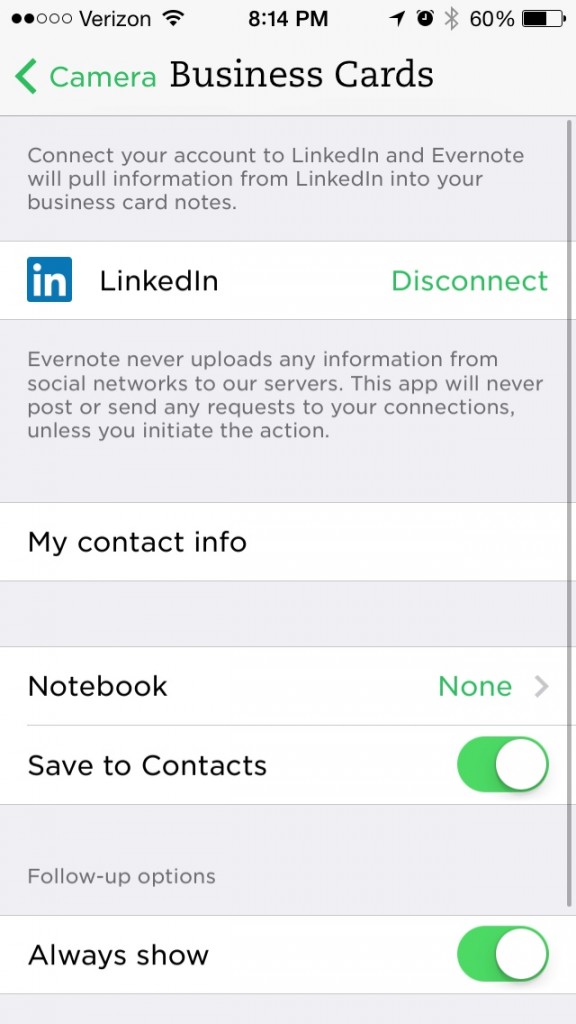 Verizon 8:14 PM 60%
Camera Business Cards
Connect your account to LinkedIn and Evernote
will pull information from LinkedIn into your
business card notes.
in LinkedIn Disconnect
Evernote never uploads any information from
social networks to our servers. This app will never
post or send any requests to your connections,
unless you initiate the action.
My contact info
Notebook None
Save to Contacts
Follow-up options
Always show